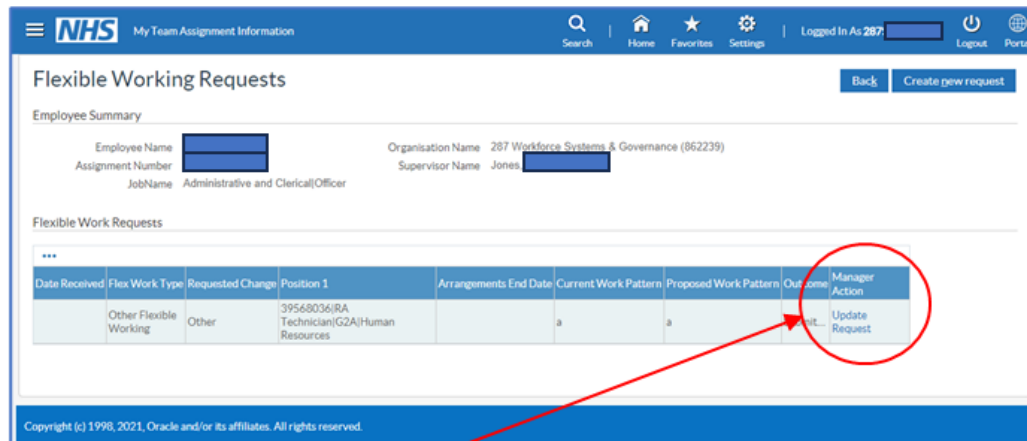 NHS My Team Assignment Information Search Home Favorites Settings Logged In As 287: Logout
Flexible Working Requests
Back Create new request
Employee Summary
Employee Name Organisation Name 287 Workforce Systems & Governance (862239)
Assignment Number Supervisor Name Jones,
JobName Administrative and Clerical|Officer
Flexible Work Requests
Date Received Flex Work Type Requested Change Position 1 Arrangements End Date Current Work Pattern Proposed Work Pattern Manager
Action
Other Flexible
Working
Other
39568036|RA
Technician|G2A|Human
Resources
a
a
Update
Request
Copyright (c) 1998, 2021, Oracle and/or its affiliates. All rights reserved.